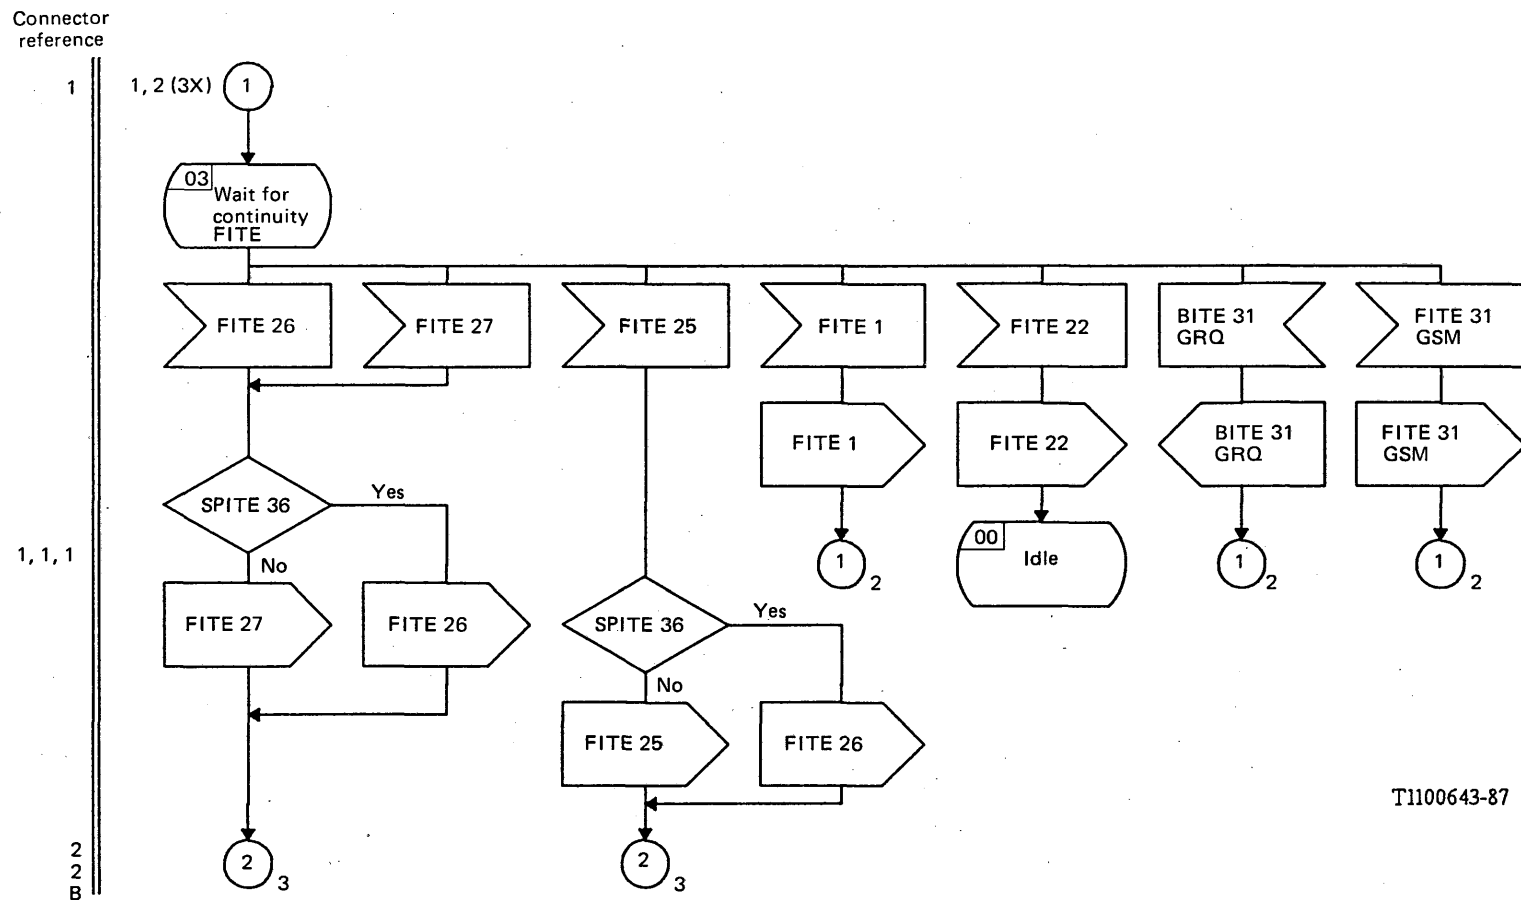 Connector
reference
1
1, 2 (3X)
1
03
Wait for
continuity
FITE
FITE 26
FITE 27
FITE 25
FITE 1
FITE 22
BITE 31
GRQ
FITE 31
GSM
FITE 1
FITE 22
BITE 31
GRQ
FITE 31
GSM
SPITE 36
Yes
No
1, 1, 1
1
2
00
Idle
1
2
1
2
FITE 27
FITE 26
SPITE 36
Yes
No
FITE 25
FITE 26
T1100643-87
2
2
B
2
3
2
3